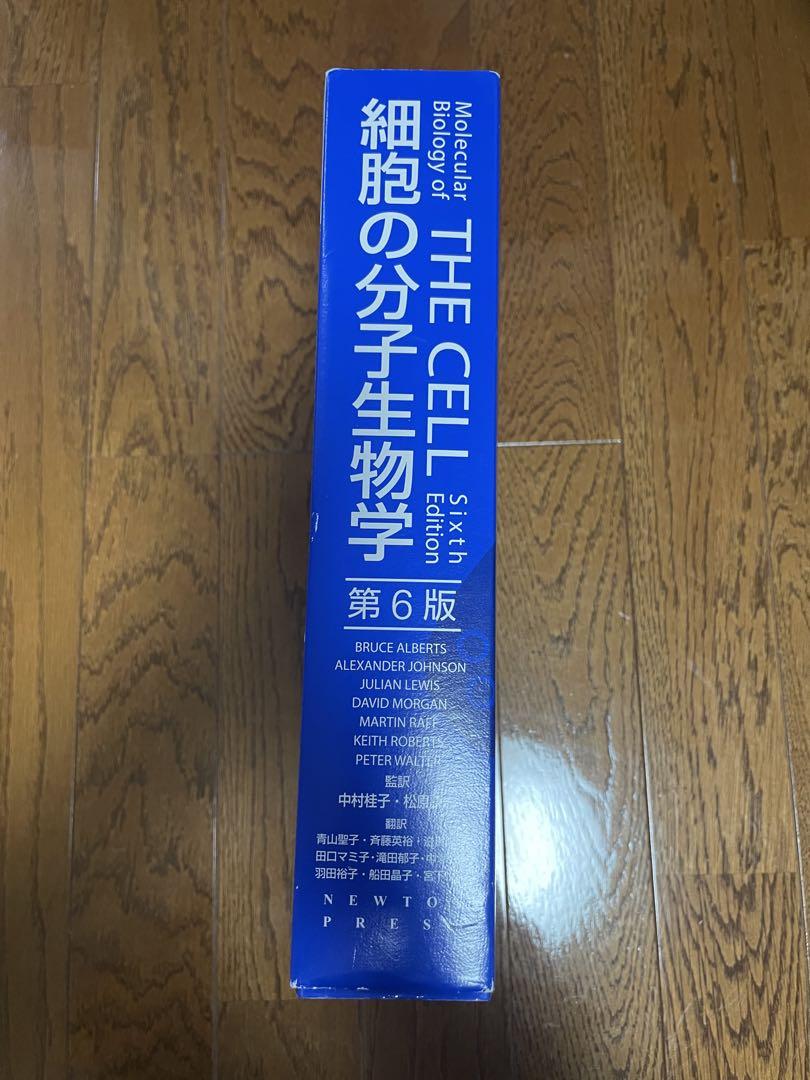 Molecular
Biology of
THE CELL
Sixth
Edition
細胞の分子生物学
第6版
BRUCE ALBERTS
ALEXANDER JOHNSON
JULIAN LEWIS
DAVID MORGAN
MARTIN RAFF
KEITH ROBERTS
PETER WALTER
監訳
中村桂子・松原
翻訳
青山聖子・斉藤英裕・
田口マミ子・滝田郁子・中
羽田裕子・船田晶子・宮下
NEWTO
PRES